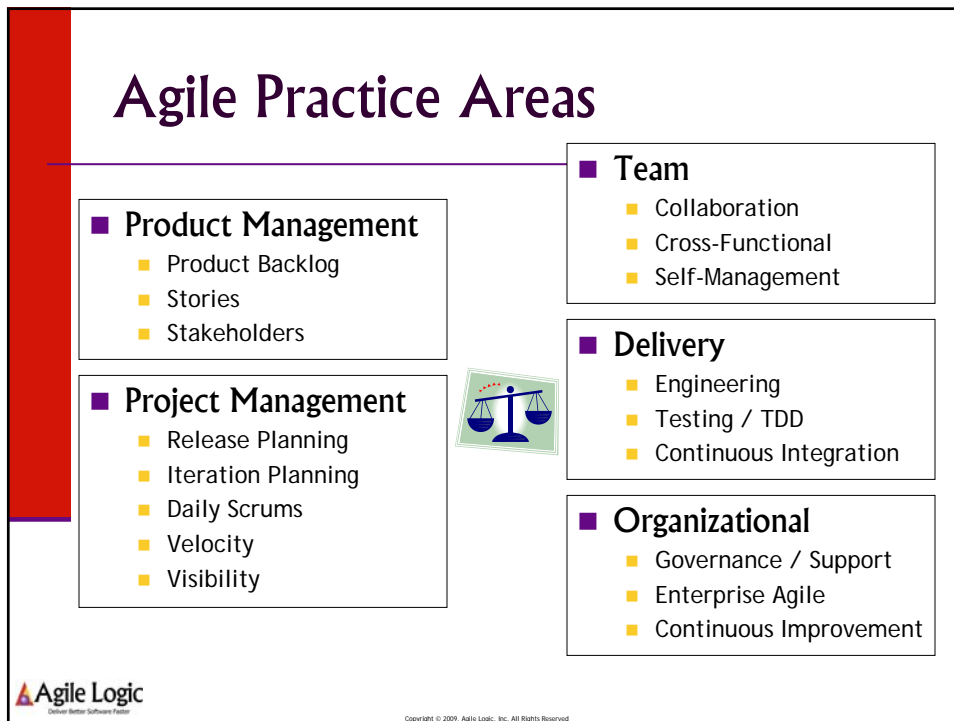 Agile Practice Areas
Product Management
Product Backlog
Stories
Stakeholders
Project Management
Release Planning
Iteration Planning
Daily Scrums
Velocity
Visibility
Team
Collaboration
Cross-Functional
Self-Management
Delivery
Engineering
Testing / TDD
Continuous Integration
Organizational
Governance / Support
Enterprise Agile
Continuous Improvement
Agile Logic
Deliver Better Software Faster
Copyright © 2009, Agile Logic, Inc. All Rights Reserved